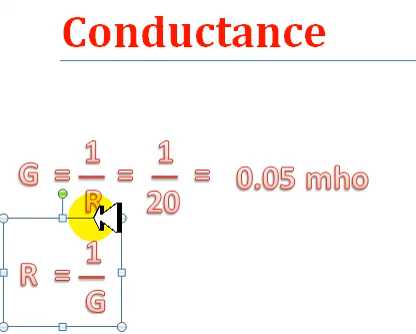 Conductance
G = 1/R = 1/20 = 0.05 mho
R = 1/G